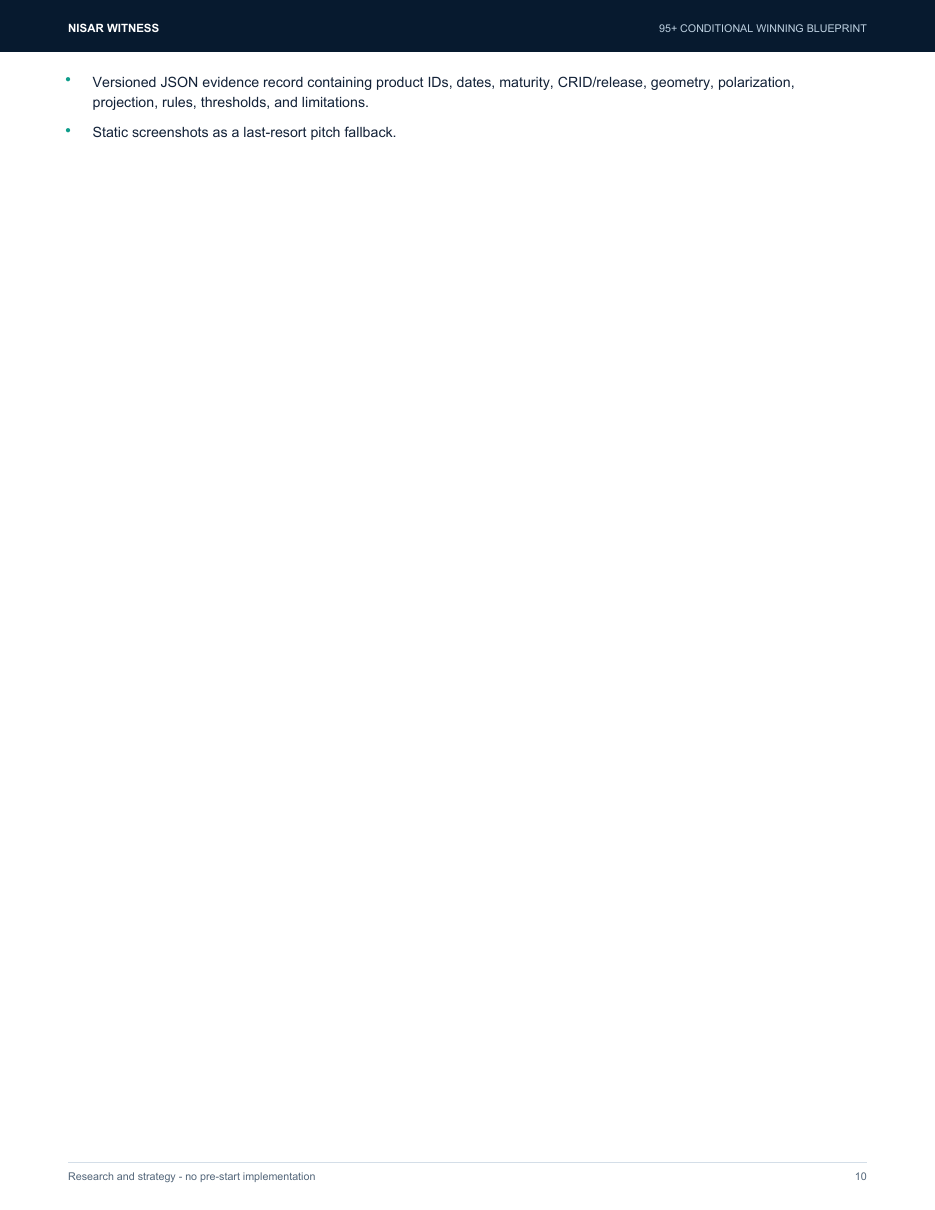 NISAR WITNESS
95+ CONDITIONAL WINNING BLUEPRINT
• Versioned JSON evidence record containing product IDs, dates, maturity, CRID/release, geometry, polarization,
projection, rules, thresholds, and limitations.
• Static screenshots as a last-resort pitch fallback.
Research and strategy - no pre-start implementation
10